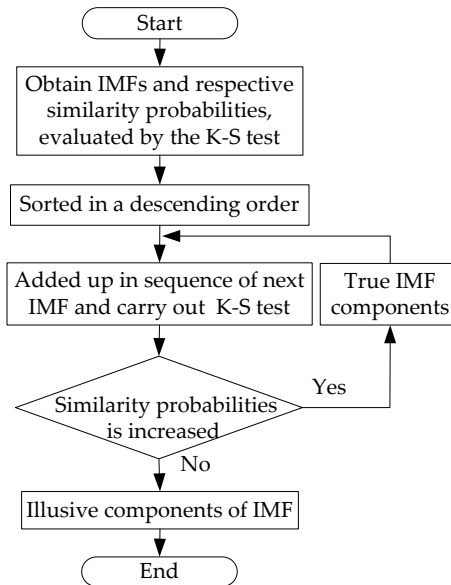 Start
Obtain IMFs and respective
similarity probabilities,
evaluated by the K-S test
Sorted in a descending order
Added up in sequence of next
IMF and carry out K-S test
True IMF
components
Yes
Similarity probabilities
is increased
No
Illusive components of IMF
End